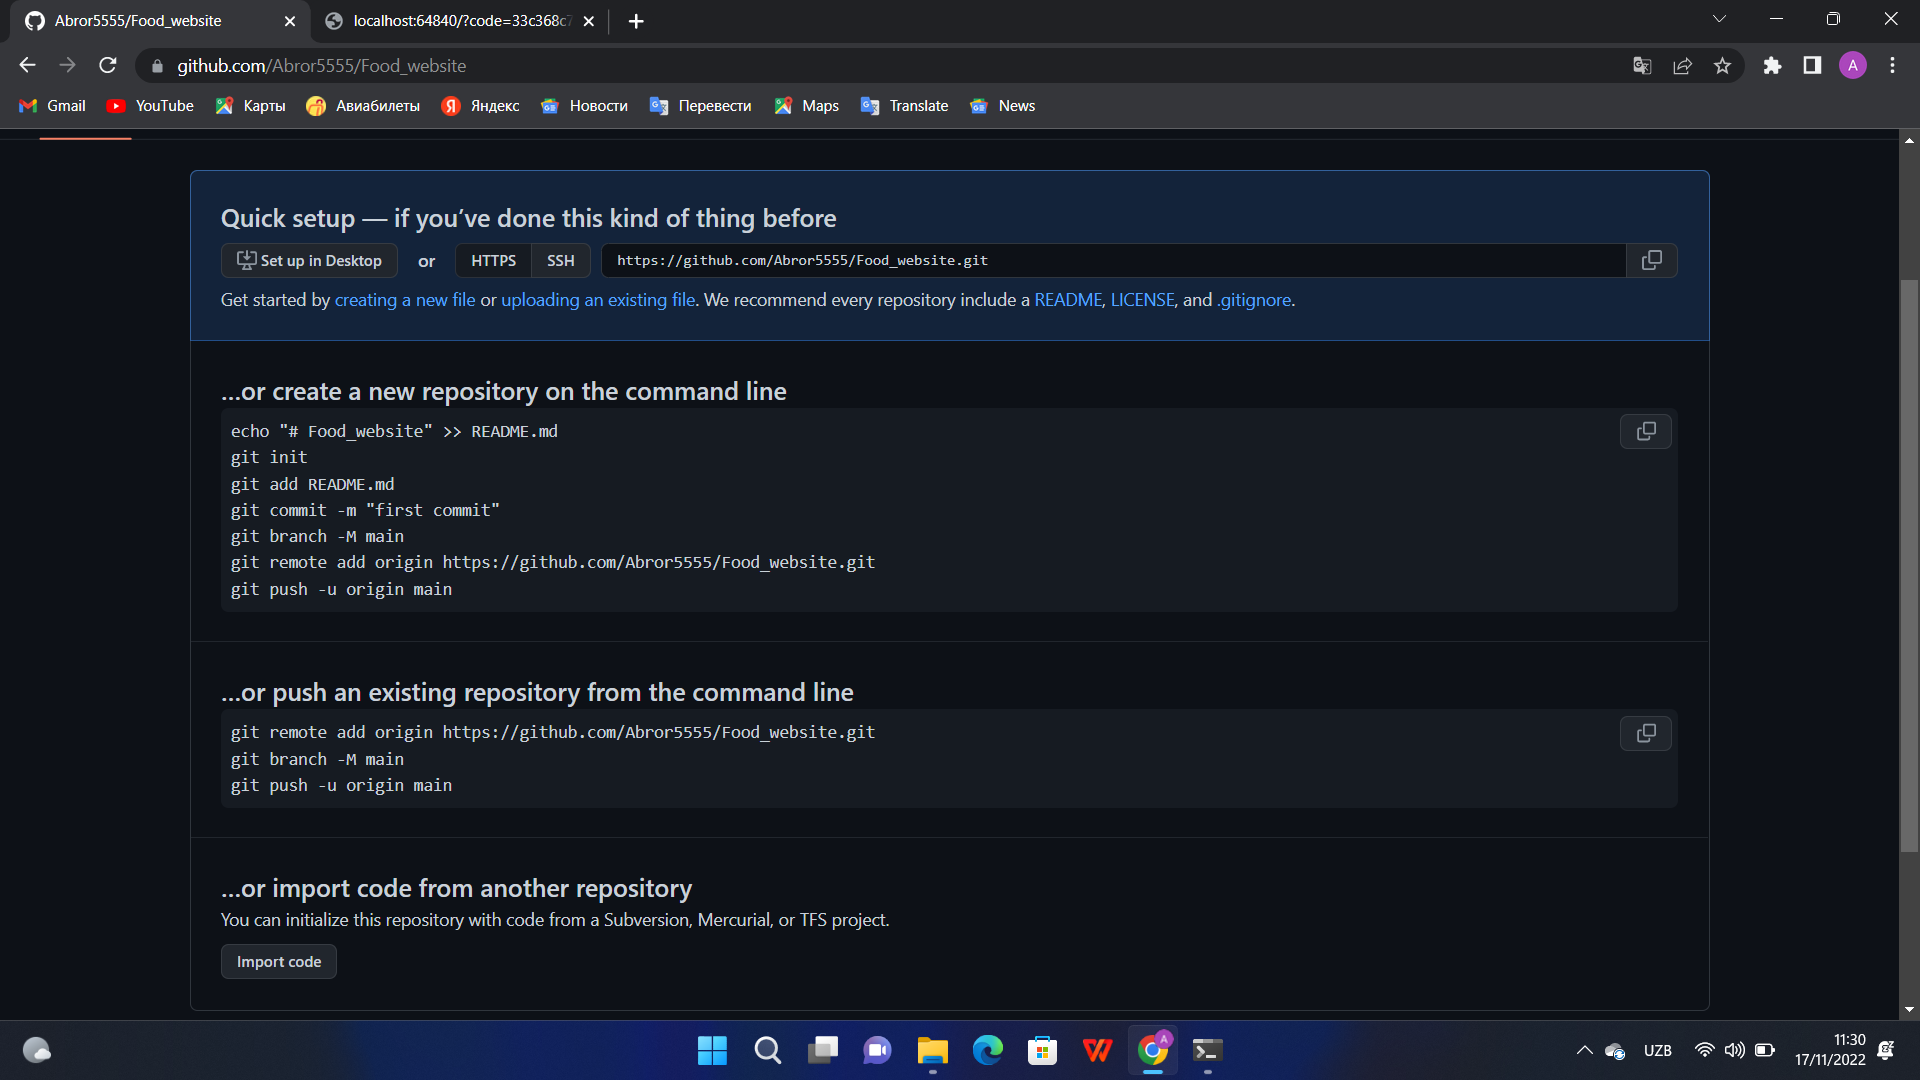 Abror5555/Food_website
localhost:64840/?code=33c368c7
github.com/Abror5555/Food_website
A
Gmail
YouTube
Карты
Авиабилеты
Яндекс
Новости
Перевести
Maps
Translate
News
Quick setup — if you’ve done this kind of thing before
Set up in Desktop
or
HTTPS
SSH
https://github.com/Abror5555/Food_website.git
Get started by creating a new file or uploading an existing file. We recommend every repository include a README, LICENSE, and .gitignore.
…or create a new repository on the command line
echo "# Food_website" >> README.md
git init
git add README.md
git commit -m "first commit"
git branch -M main
git remote add origin https://github.com/Abror5555/Food_website.git
git push -u origin main
…or push an existing repository from the command line
git remote add origin https://github.com/Abror5555/Food_website.git
git branch -M main
git push -u origin main
…or import code from another repository
You can initialize this repository with code from a Subversion, Mercurial, or TFS project.
Import code
A
UZB
11:30
17/11/2022